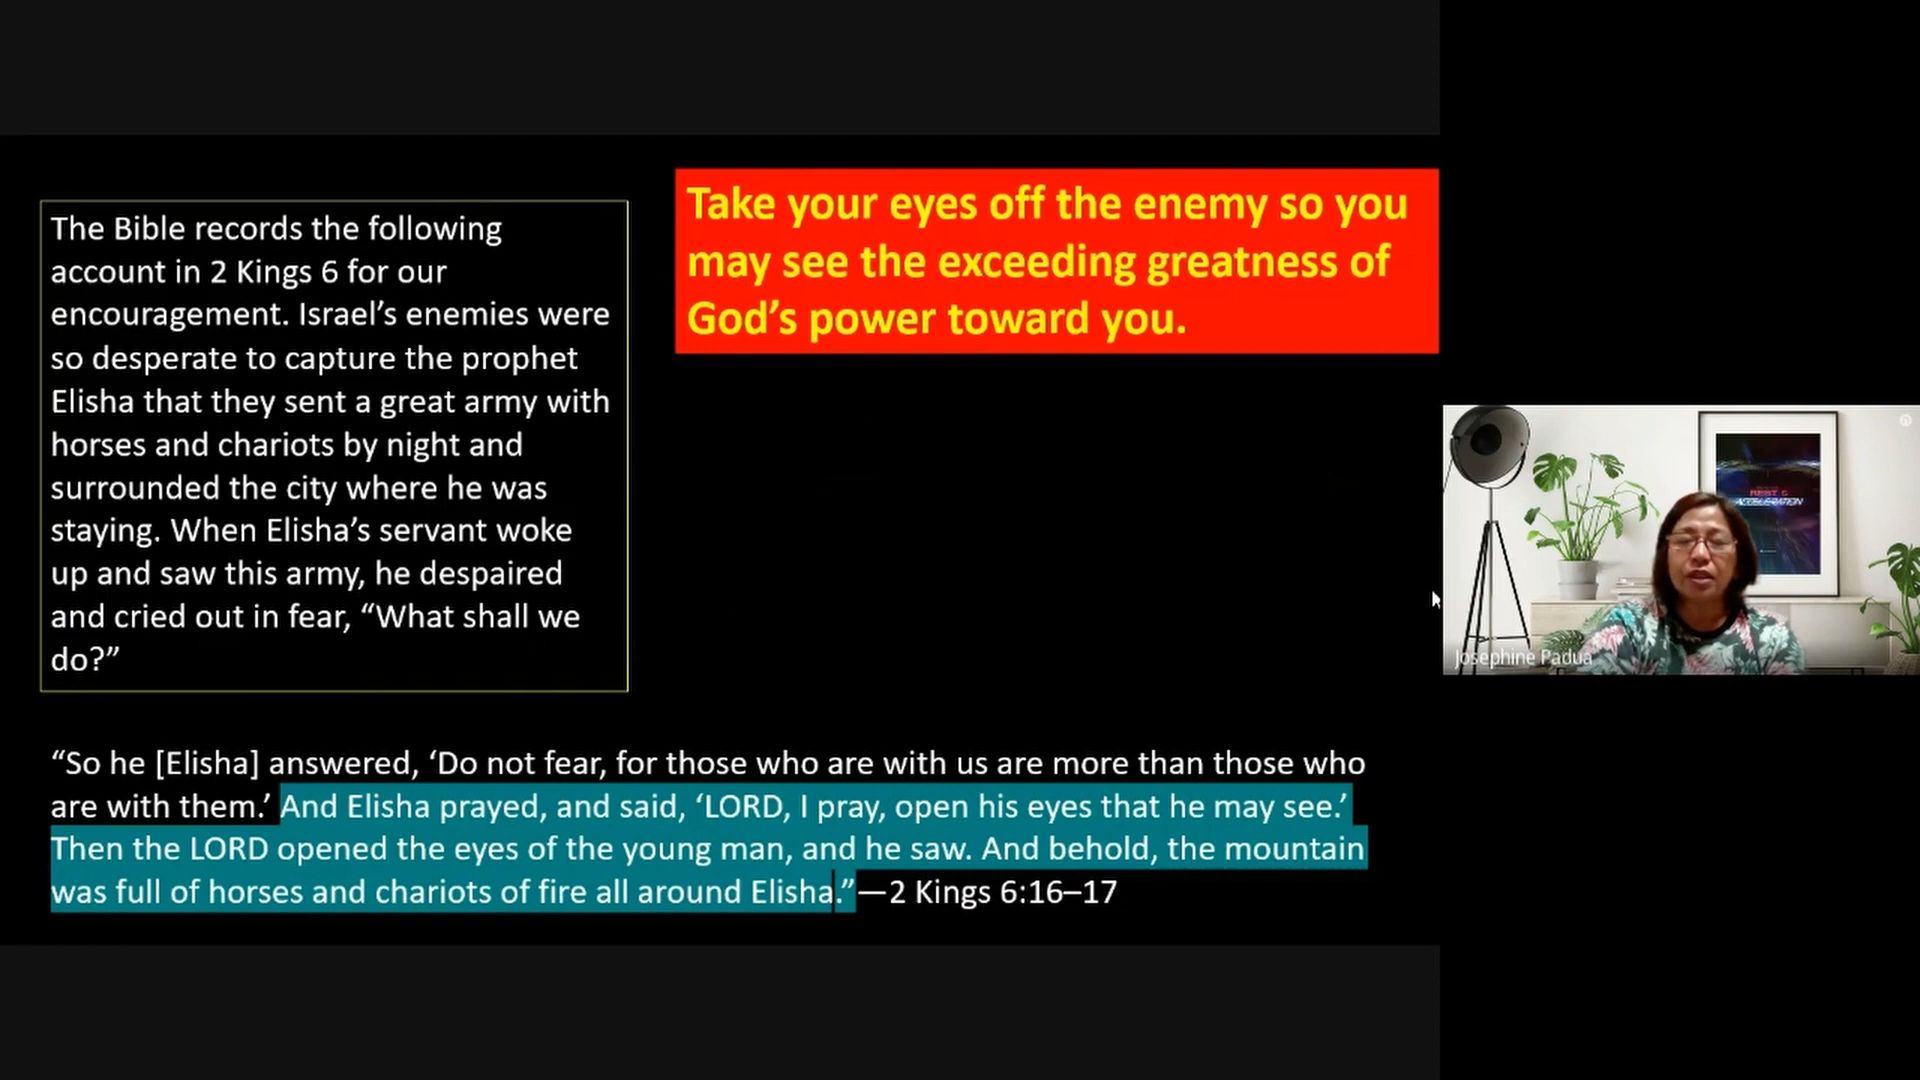 The Bible records the following
account in 2 Kings 6 for our
encouragement. Israel’s enemies were
so desperate to capture the prophet
Elisha that they sent a great army with
horses and chariots by night and
surrounded the city where he was
staying. When Elisha’s servant woke
up and saw this army, he despaired
and cried out in fear, “What shall we
do?”
Take your eyes off the enemy so you
may see the exceeding greatness of
God’s power toward you.
“So he [Elisha] answered, ‘Do not fear, for those who are with us are more than those who
are with them.’ And Elisha prayed, and said, ‘LORD, I pray, open his eyes that he may see.’
Then the LORD opened the eyes of the young man, and he saw. And behold, the mountain
was full of horses and chariots of fire all around Elisha.”—2 Kings 6:16–17
REST &
ACCELERATION
Josephine Padua